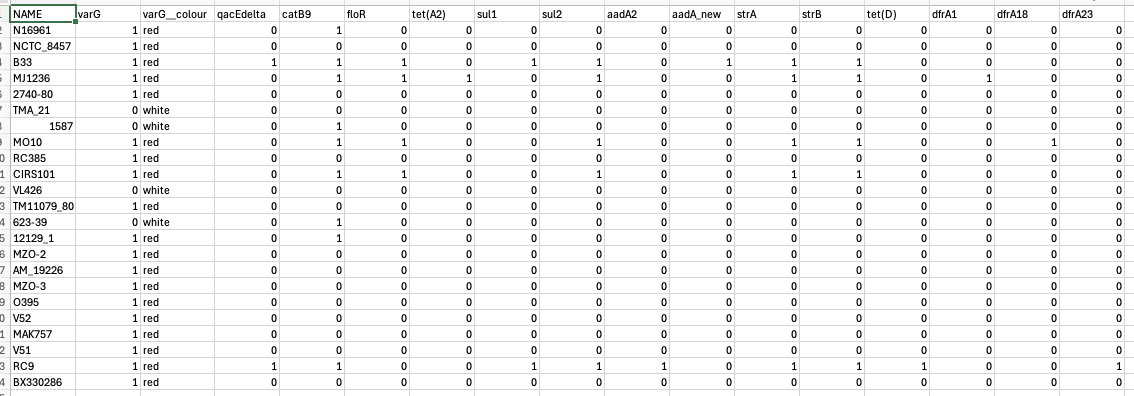 NAME varG varG__colour qacEdelta catB9 floR tet(A2) sul1 sul2 aadA2 aadA_new strA strB tet(D) dfrA1 dfrA18 dfrA23
N16961 1 red 0 1 0 0 0 0 0 0 0 0 0 0 0 0
NCTC_8457 1 red 0 0 0 0 0 0 0 0 0 0 0 0 0 0
B33 1 red 1 1 1 0 1 1 0 1 1 1 0 0 0 0
MJ1236 1 red 0 1 1 1 0 1 0 0 1 1 0 1 0 0
2740-80 1 red 0 0 0 0 0 0 0 0 0 0 0 0 0 0
TMA_21 0 white 0 0 0 0 0 0 0 0 0 0 0 0 0 0
1587 0 white 0 1 0 0 0 0 0 0 0 0 0 0 0 0
MO10 1 red 0 1 1 0 0 1 0 0 1 1 0 0 1 0
RC385 1 red 0 0 0 0 0 0 0 0 0 0 0 0 0 0
CIRS101 1 red 0 1 1 0 0 1 0 0 1 1 0 0 0 0
VL426 0 white 0 0 0 0 0 0 0 0 0 0 0 0 0 0
TM11079_80 1 red 0 0 0 0 0 0 0 0 0 0 0 0 0 0
623-39 0 white 0 1 0 0 0 0 0 0 0 0 0 0 0 0
12129_1 1 red 0 1 0 0 0 0 0 0 0 0 0 0 0 0
MZO-2 1 red 0 0 0 0 0 0 0 0 0 0 0 0 0 0
AM_19226 1 red 0 0 0 0 0 0 0 0 0 0 0 0 0 0
MZO-3 1 red 0 0 0 0 0 0 0 0 0 0 0 0 0 0
O395 1 red 0 0 0 0 0 0 0 0 0 0 0 0 0 0
V52 1 red 0 0 0 0 0 0 0 0 0 0 0 0 0 0
MAK757 1 red 0 0 0 0 0 0 0 0 0 0 0 0 0 0
V51 1 red 0 0 0 0 0 0 0 0 0 0 0 0 0 0
RC9 1 red 1 1 0 0 1 1 1 0 1 1 1 0 0 1
BX330286 1 red 0 0 0 0 0 0 0 0 0 0 0 0 0 0